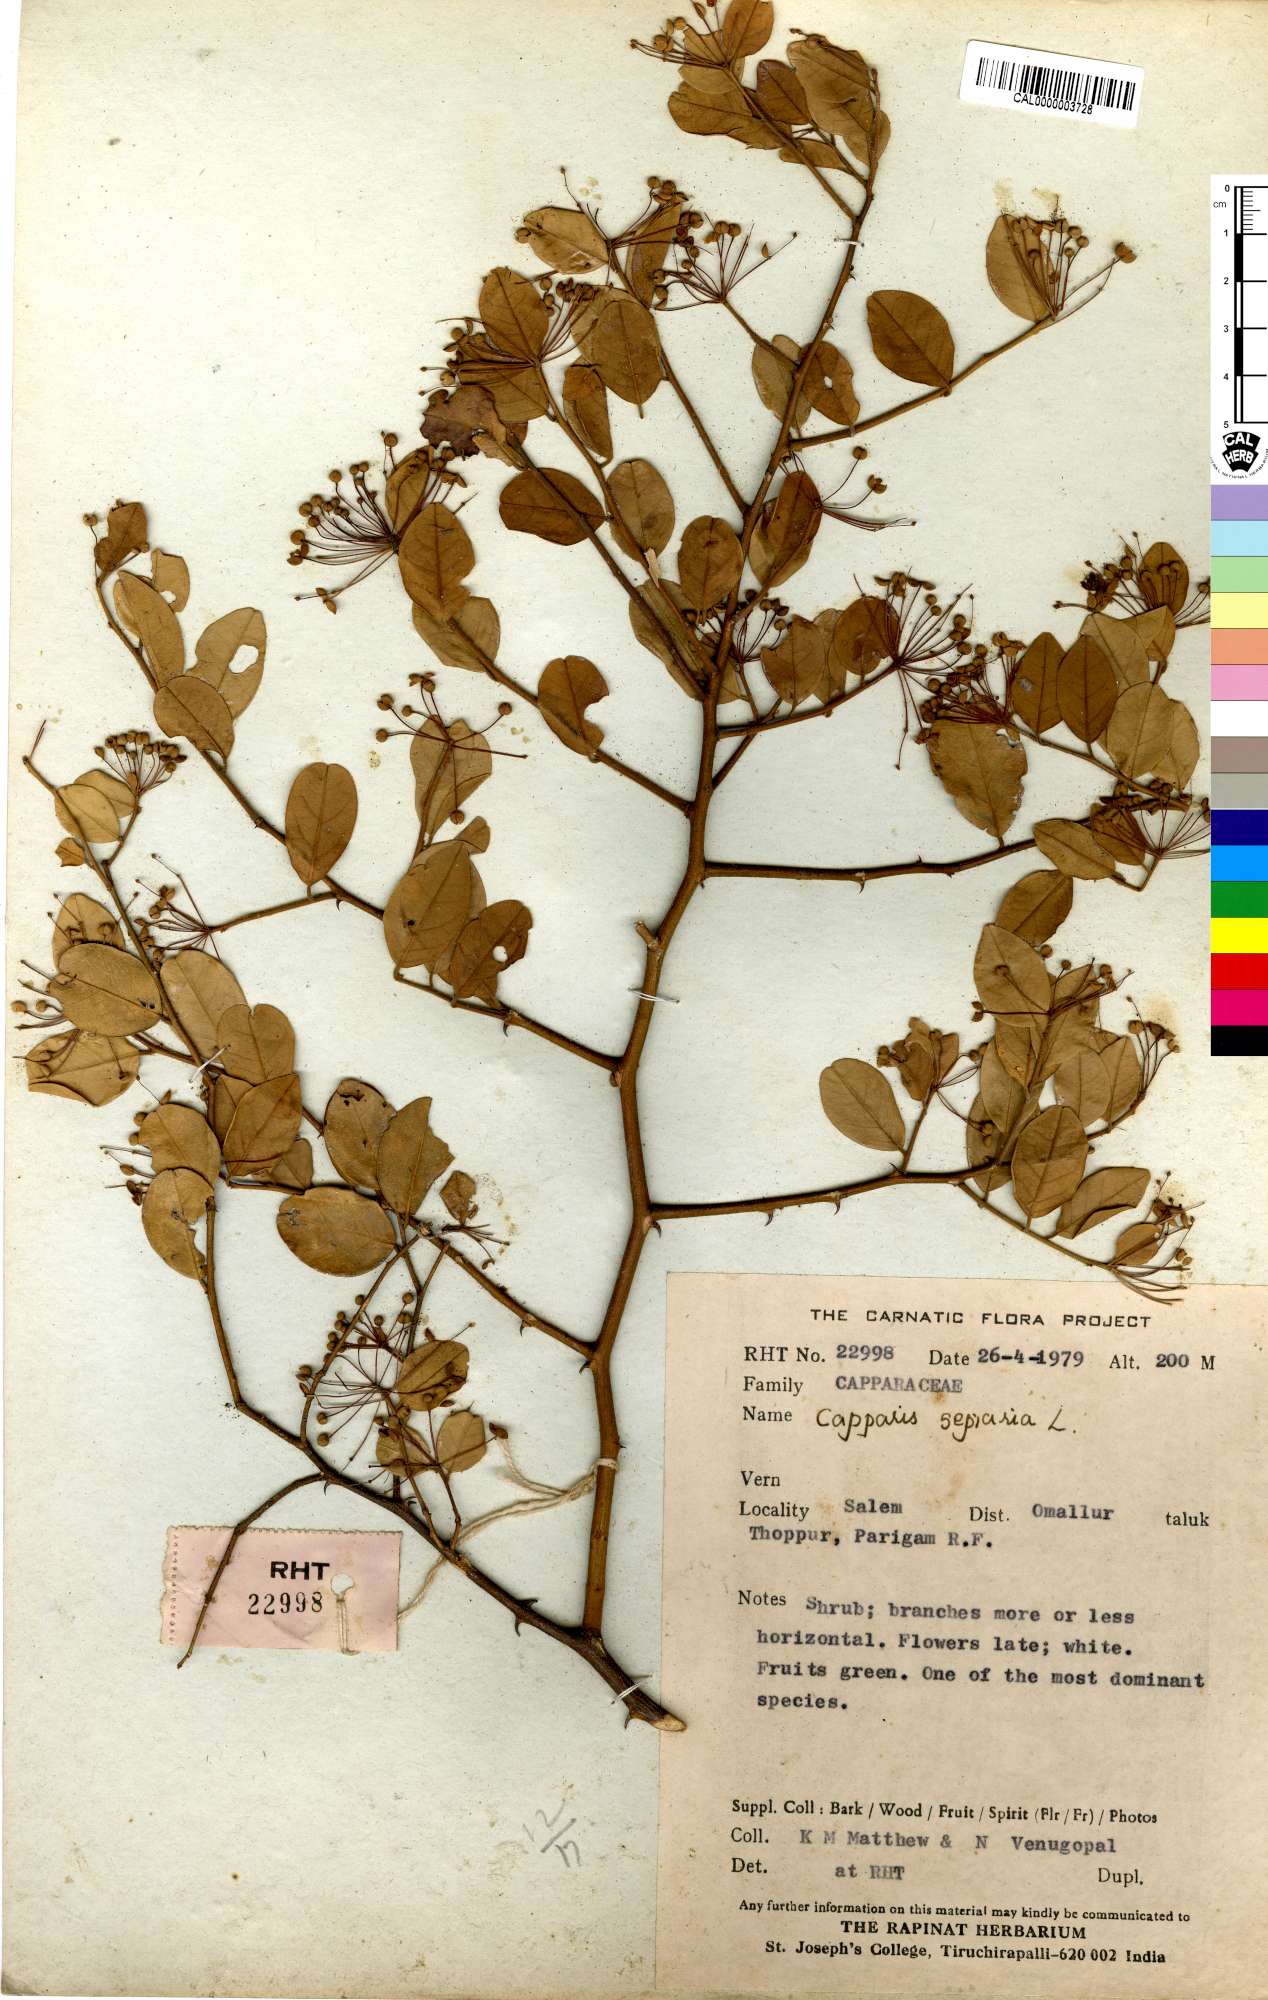 CAL0000003728
0
cm
1
2
3
4
5
CAL
HERB
THE CARNATIC FLORA PROJECT
RHT No. 22998 Date 26-4-1979 Alt. 200 M
Family CAPPARACEAE
Name Capparis sepiaria L.
Vern
Locality Salem Dist. Omallur taluk
Thoppur, Parigam R.F.
Notes Shrub; branches more or less
horizontal. Flowers late; white.
Fruits green. One of the most dominant
species.
RHT
22998
Suppl. Coll : Bark / Wood / Fruit / Spirit (Flr / Fr) / Photos
Coll. K M Matthew & N Venugopal
Det. at RHT Dupl.
Any further information on this material may kindly be communicated to
THE RAPINAT HERBARIUM
St. Joseph's College, Tiruchirapalli-620 002 India